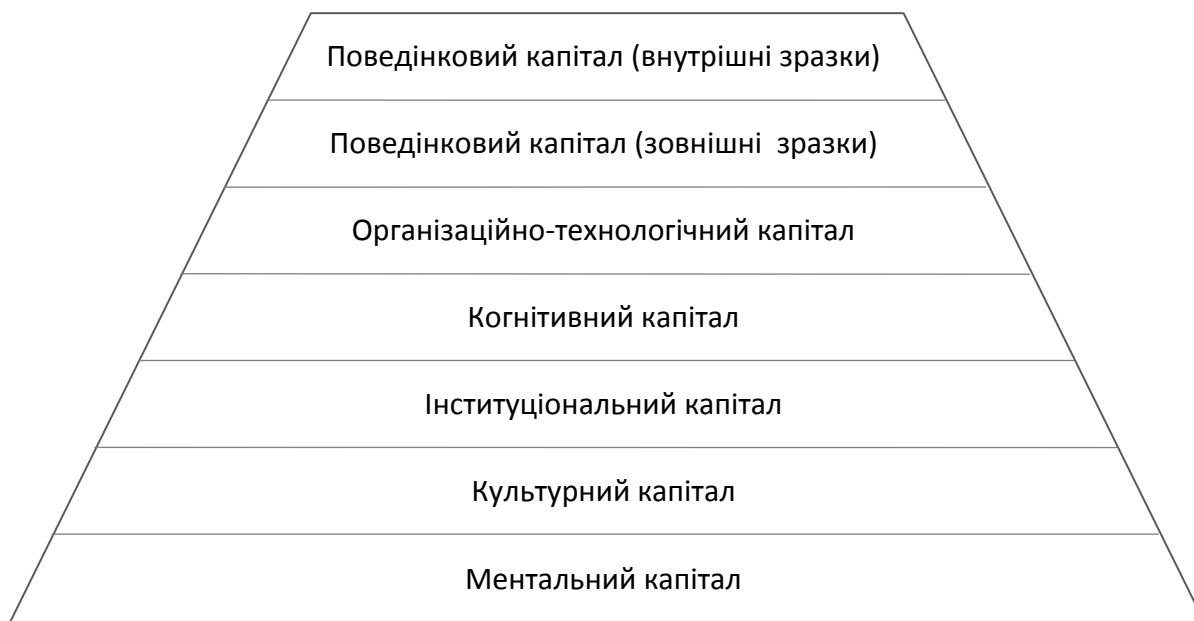 Поведінковий капітал (внутрішні зразки)
Поведінковий капітал (зовнішні зразки)
Організаційно-технологічний капітал
Когнітивний капітал
Інституціональний капітал
Культурний капітал
Ментальний капітал